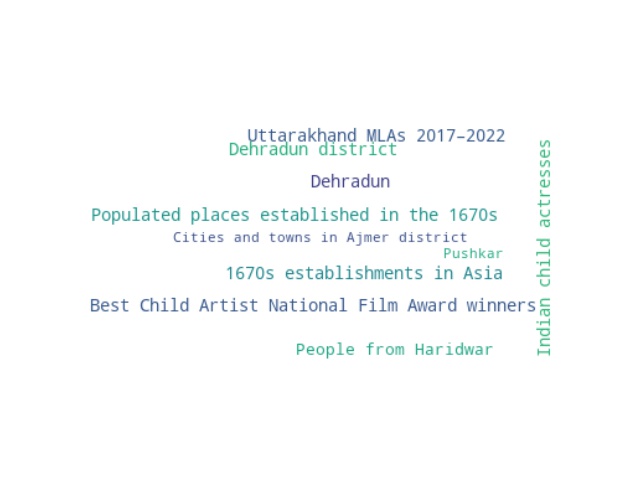 Uttarakhand MLAs 2017–2022
Dehradun district
Dehradun
Populated places established in the 1670s
Cities and towns in Ajmer district
Pushkar
1670s establishments in Asia
Best Child Artist National Film Award winners
People from Haridwar
Indian child actresses